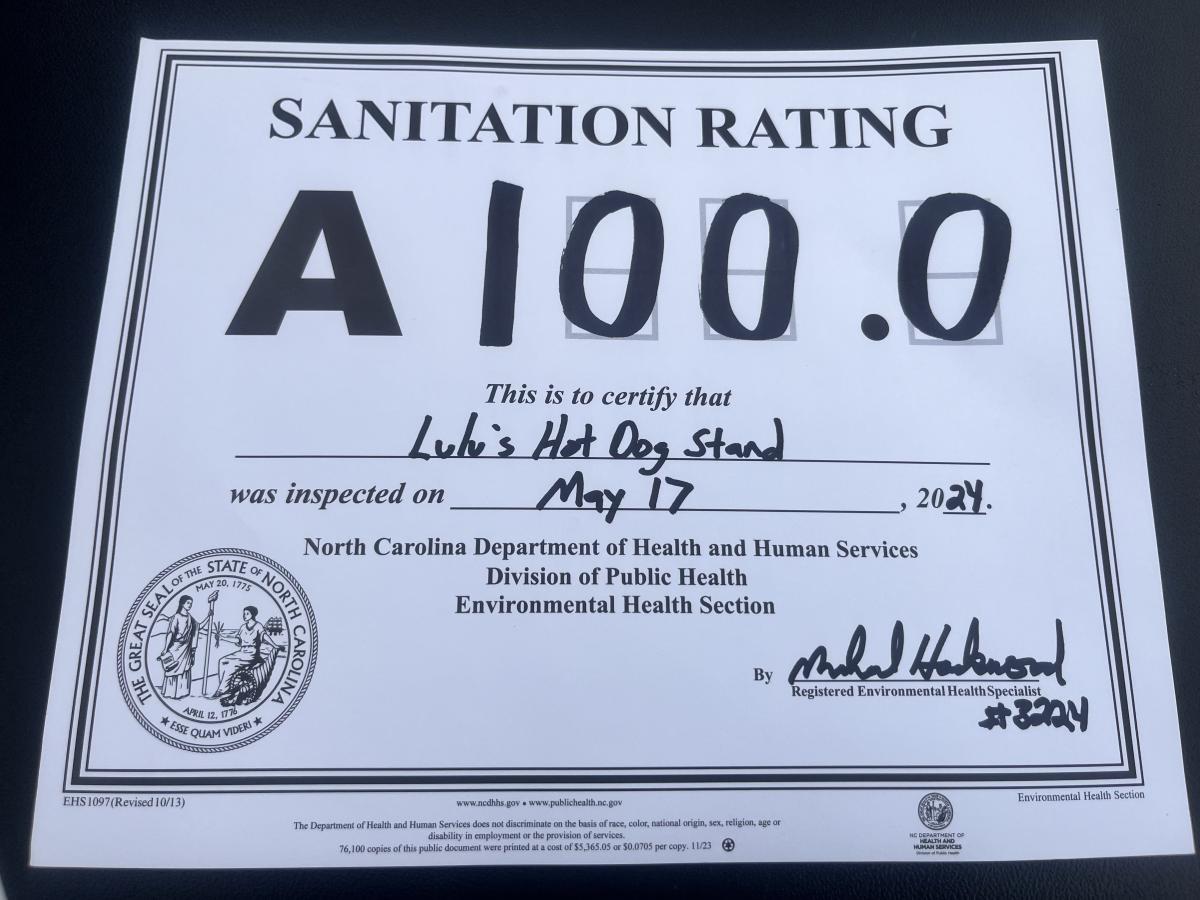 SANITATION RATING
A 100.0
This is to certify that
Lulu's Hot Dog Stand
was inspected on May 17, 2024.
North Carolina Department of Health and Human Services
Division of Public Health
Environmental Health Section
THE GREAT SEAL OF THE STATE OF NORTH CAROLINA
MAY 20, 1775
APRIL 12, 1776
★ ESSE QUAM VIDERI ★
By
Registered Environmental Health Specialist
#3224
EHS1097 (Revised 10/13)
www.ncdhhs.gov • www.publichealth.nc.gov
Environmental Health Section
The Department of Health and Human Services does not discriminate on the basis of race, color, national origin, sex, religion, age or
disability in employment or the provision of services.
76,100 copies of this public document were printed at a cost of $5,365.05 or $0.0705 per copy. 11/23
NC DEPARTMENT OF
HEALTH AND
HUMAN SERVICES
Division of Public Health